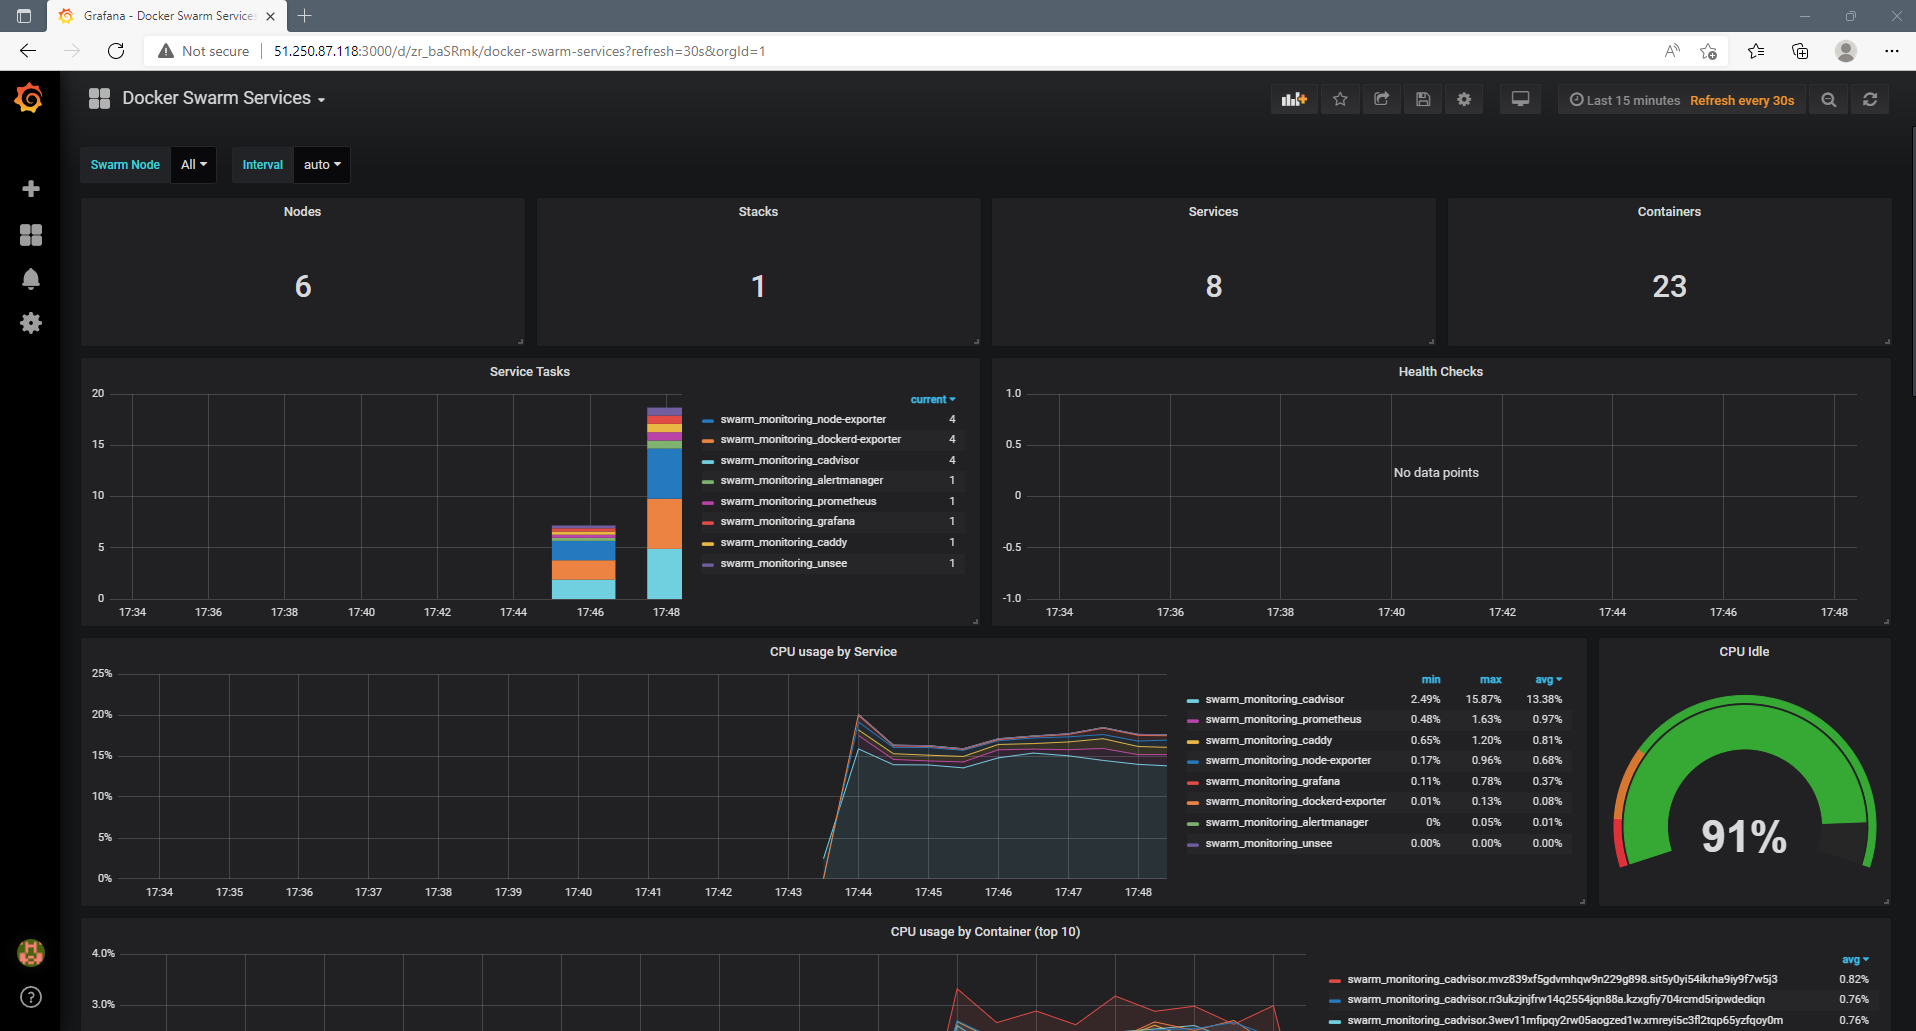 Grafana - Docker Swarm Services
Not secure
51.250.87.118:3000/d/zr_baSRmk/docker-swarm-services?refresh=30s&orgId=1
Docker Swarm Services
Last 15 minutes Refresh every 30s
Swarm Node All
Interval auto
Nodes
6
Stacks
1
Services
8
Containers
23
Service Tasks
20
15
10
5
0
17:34 17:36 17:38 17:40 17:42 17:44 17:46 17:48
current
swarm_monitoring_node-exporter 4
swarm_monitoring_dockerd-exporter 4
swarm_monitoring_cadvisor 4
swarm_monitoring_alertmanager 1
swarm_monitoring_prometheus 1
swarm_monitoring_grafana 1
swarm_monitoring_caddy 1
swarm_monitoring_unsee 1
Health Checks
1.0
0.5
0
-0.5
-1.0
No data points
17:34 17:36 17:38 17:40 17:42 17:44 17:46 17:48
CPU usage by Service
25%
20%
15%
10%
5%
0%
17:34 17:35 17:36 17:37 17:38 17:39 17:40 17:41 17:42 17:43 17:44 17:45 17:46 17:47 17:48
min max avg
swarm_monitoring_cadvisor 2.49% 15.87% 13.38%
swarm_monitoring_prometheus 0.48% 1.63% 0.97%
swarm_monitoring_caddy 0.65% 1.20% 0.81%
swarm_monitoring_node-exporter 0.17% 0.96% 0.68%
swarm_monitoring_grafana 0.11% 0.78% 0.37%
swarm_monitoring_dockerd-exporter 0.01% 0.13% 0.08%
swarm_monitoring_alertmanager 0% 0.05% 0.01%
swarm_monitoring_unsee 0.00% 0.00% 0.00%
CPU Idle
91%
CPU usage by Container (top 10)
4.0%
3.0%
avg
swarm_monitoring_cadvisor.mvz839xf5gdvmhqw9n229g898.sit5y0yi54ikrha9iy9f7w5j3 0.82%
swarm_monitoring_cadvisor.rr3ukzjnjfrw14q2554jqn88a.kzxgfiy704rcmd5ripwdediqn 0.76%
swarm_monitoring_cadvisor.3wev11mfipqy2rw05aogzed1w.xmreyi5c3fl2tqp65yzfqoy0m 0.76%